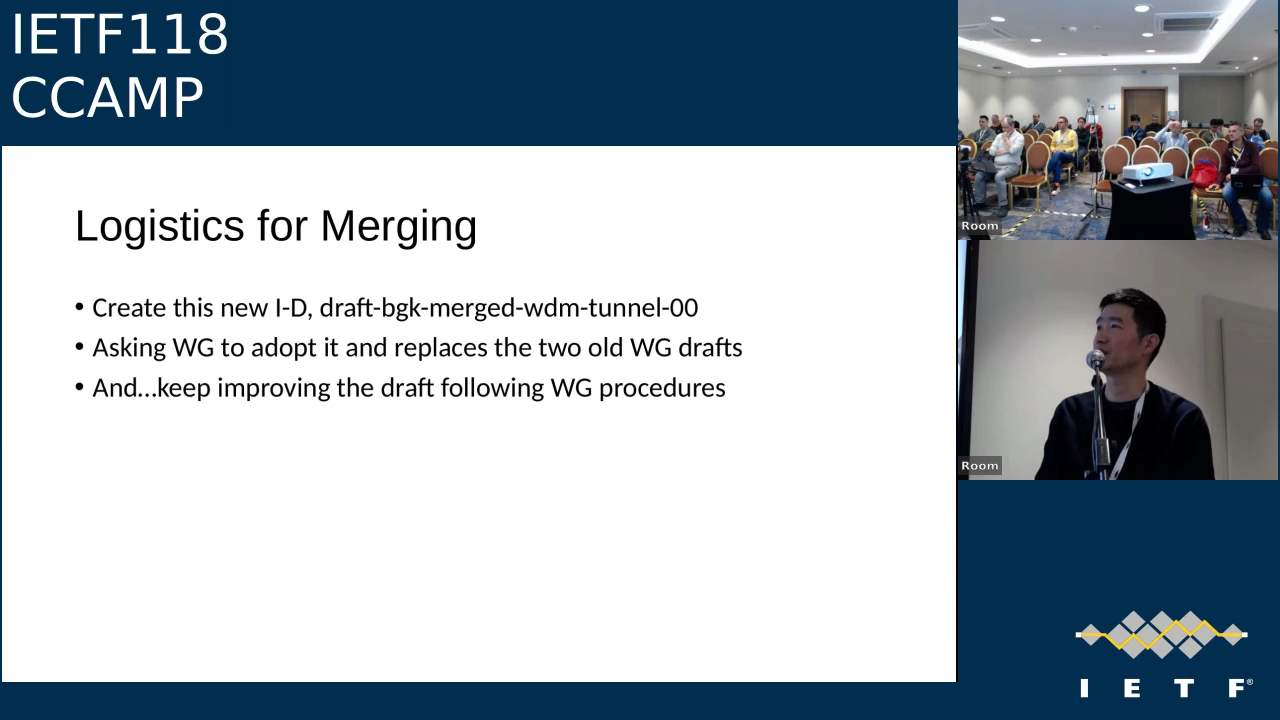 IETF118
CCAMP
Logistics for Merging
• Create this new I-D, draft-bgk-merged-wdm-tunnel-00
• Asking WG to adopt it and replaces the two old WG drafts
• And...keep improving the draft following WG procedures
Room
Room
I E T F®